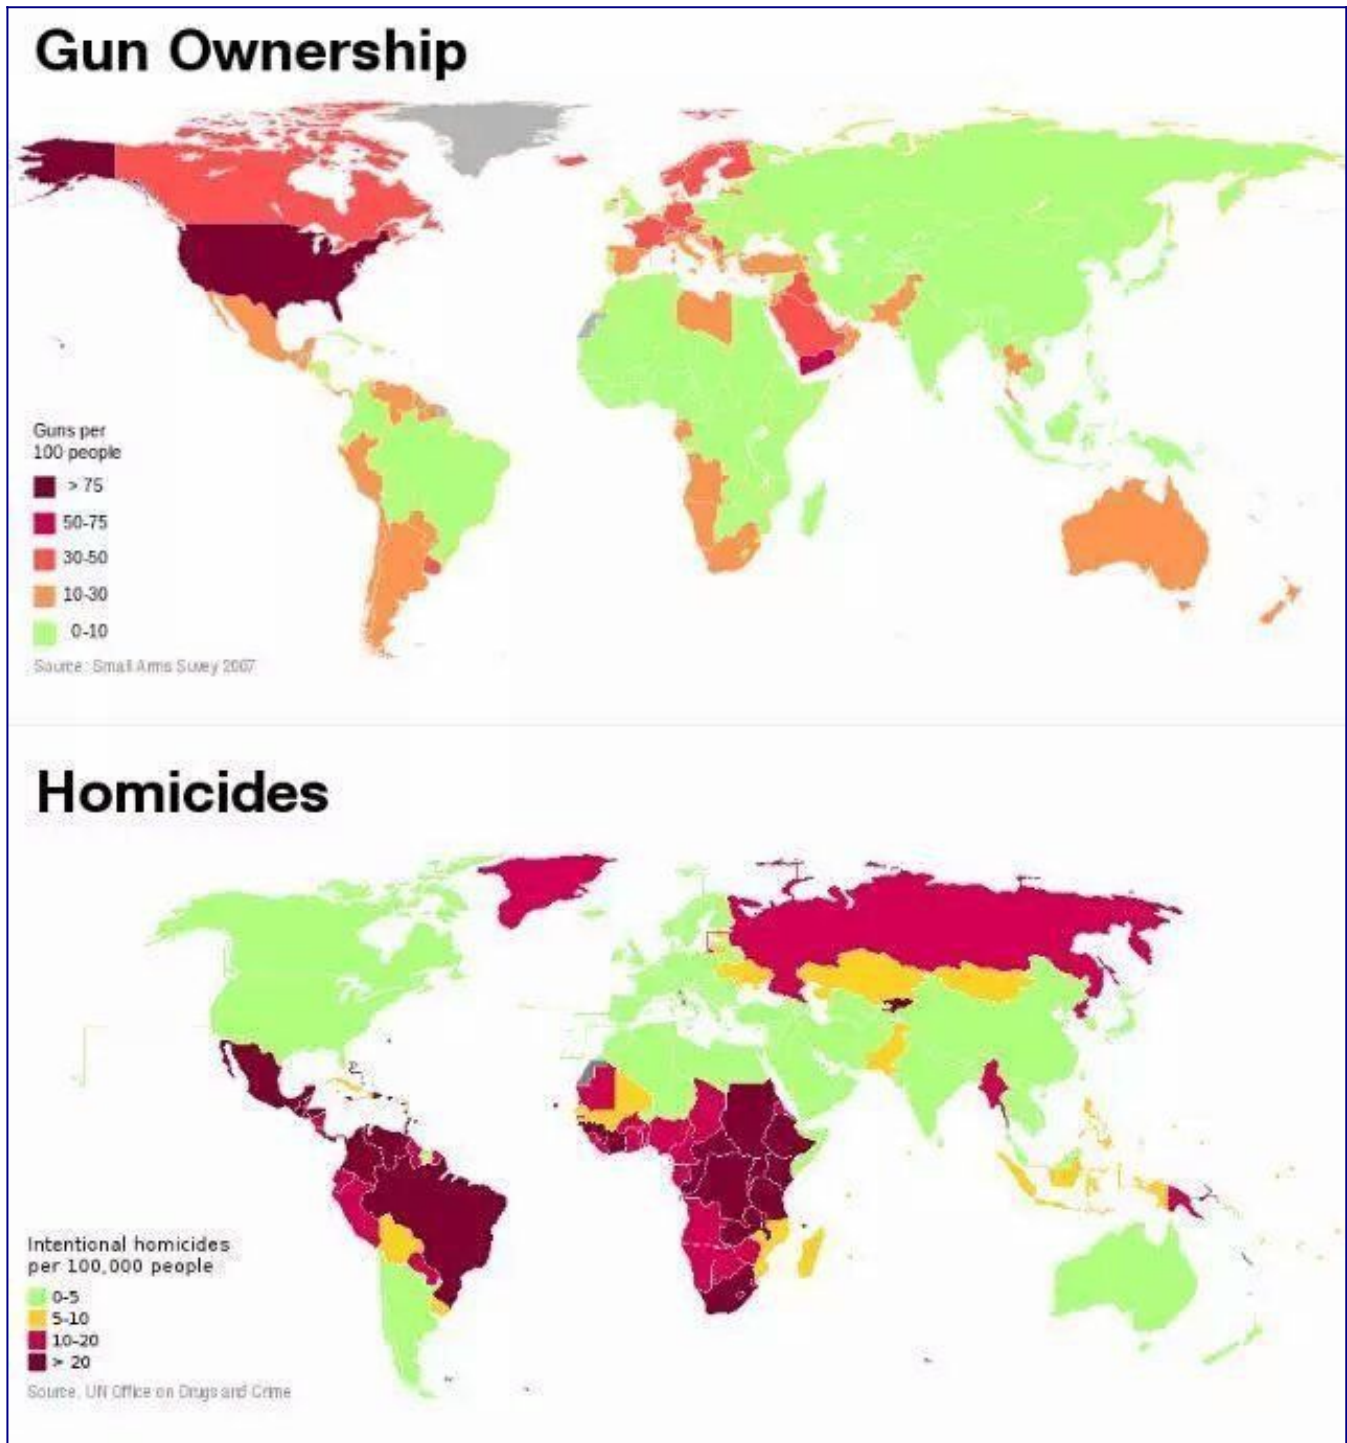 Gun Ownership
Guns per
100 people
> 75
50-75
30-50
10-30
0-10
Source: Small Arms Suvey 2007
Homicides
Intentional homicides
per 100,000 people
0-5
5-10
10-20
> 20
Source: UN Office on Drugs and Crime